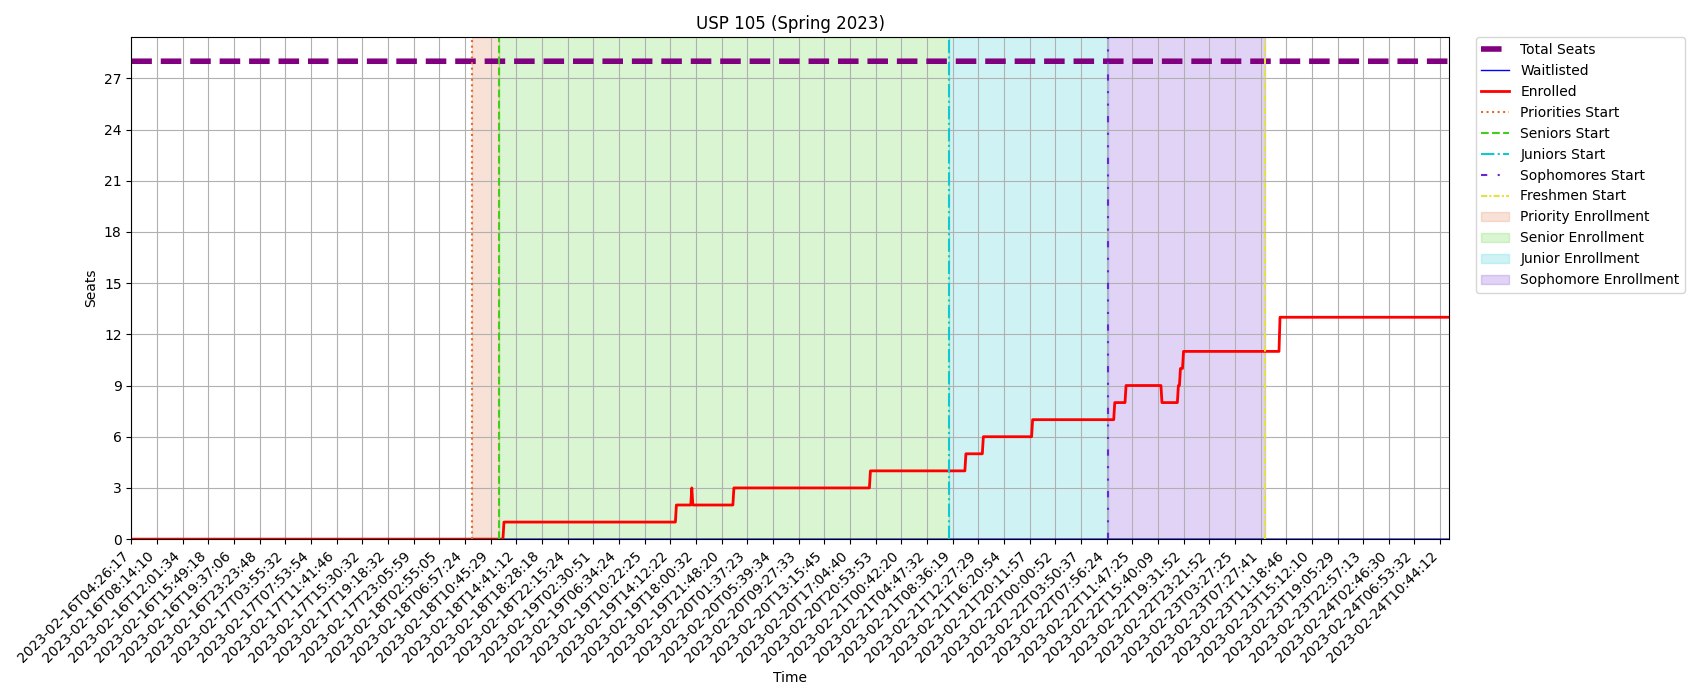 USP 105 (Spring 2023)
Total Seats
Waitlisted
Enrolled
Priorities Start
Seniors Start
Juniors Start
Sophomores Start
Freshmen Start
Priority Enrollment
Senior Enrollment
Junior Enrollment
Sophomore Enrollment
Seats
27
24
21
18
15
12
9
6
3
0
2023-02-16T04:26:17
2023-02-16T08:14:10
2023-02-16T12:01:34
2023-02-16T15:49:18
2023-02-16T19:37:06
2023-02-16T23:23:48
2023-02-17T03:55:32
2023-02-17T07:53:54
2023-02-17T11:41:46
2023-02-17T15:30:32
2023-02-17T19:18:32
2023-02-17T23:05:59
2023-02-18T02:55:05
2023-02-18T06:57:24
2023-02-18T10:45:29
2023-02-18T14:41:12
2023-02-18T18:28:18
2023-02-18T22:15:24
2023-02-19T02:30:51
2023-02-19T06:34:24
2023-02-19T10:22:25
2023-02-19T14:12:22
2023-02-19T18:00:32
2023-02-19T21:48:20
2023-02-20T01:37:23
2023-02-20T05:39:34
2023-02-20T09:27:33
2023-02-20T13:15:45
2023-02-20T17:04:40
2023-02-20T20:53:53
2023-02-21T00:42:20
2023-02-21T04:47:32
2023-02-21T08:36:19
2023-02-21T12:27:29
2023-02-21T16:20:54
2023-02-21T20:11:57
2023-02-22T00:00:52
2023-02-22T03:50:37
2023-02-22T07:56:24
2023-02-22T11:47:25
2023-02-22T15:40:09
2023-02-22T19:31:52
2023-02-22T23:21:52
2023-02-23T03:27:25
2023-02-23T07:27:41
2023-02-23T11:18:46
2023-02-23T15:12:10
2023-02-23T19:05:29
2023-02-23T22:57:13
2023-02-24T02:46:30
2023-02-24T06:53:32
2023-02-24T10:44:12
Time